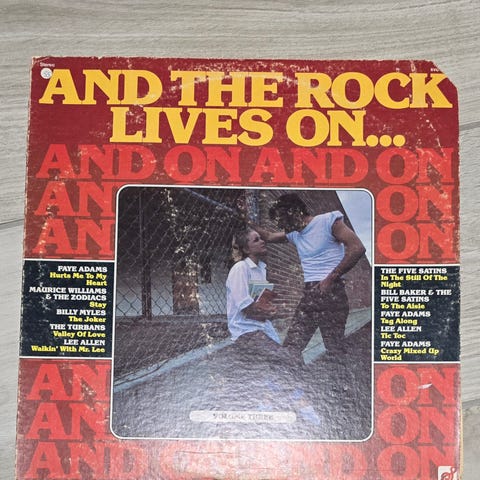 Stereo
AND THE ROCK
LIVES ON...
AND ON AND ON
AN ON
AN ON
FAYE ADAMS
Hurts Me To My
Heart
MAURICE WILLIAMS
& THE ZODIACS
Stay
BILLY MYLES
The Joker
THE TURBANS
Valley Of Love
LEE ALLEN
Walkin' With Mr. Lee
THE FIVE SATINS
In The Still Of The
Night
BILL BAKER & THE
FIVE SATINS
To The Aisle
FAYE ADAMS
Tag Along
LEE ALLEN
Tic Toc
FAYE ADAMS
Crazy Mixed Up
World
VOLUME THREE
AN ON
AN ON
AND ON AND ON